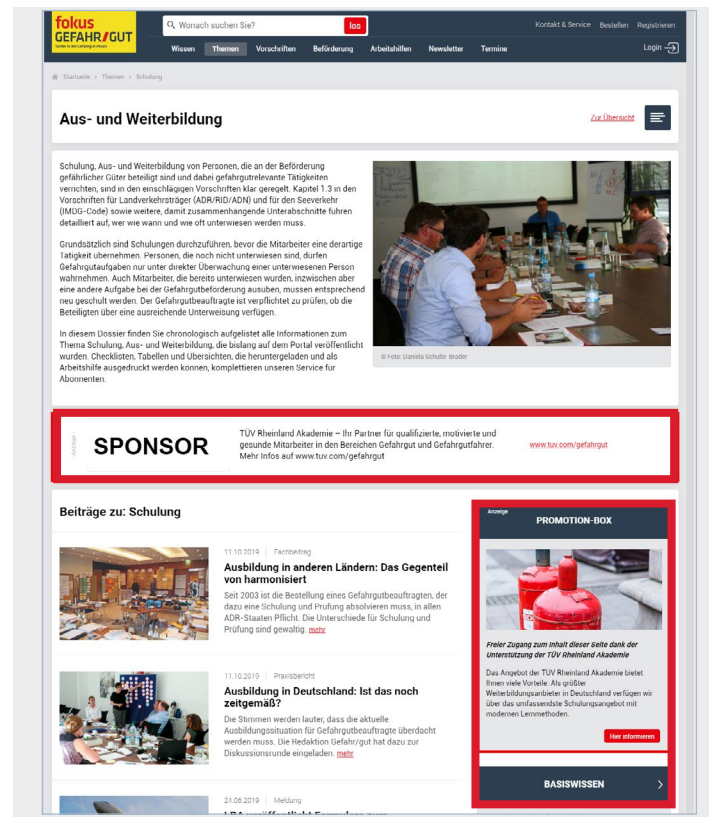 fokus
GEFAHR/GUT
Wonach suchen Sie?
los
Kontakt & Service Bestellen Registrieren
Wissen Themen Vorschriften Beförderung Arbeitshilfen Newsletter Termine
Login
Startseite › Themen › Schulung
Aus- und Weiterbildung
Zur Übersicht
Schulung, Aus- und Weiterbildung von Personen, die an der Beförderung
gefährlicher Güter beteiligt sind und dabei gefahrgutrelevante Tätigkeiten
verrichten, sind in den einschlägigen Vorschriften klar geregelt. Kapitel 1.3 in den
Vorschriften für Landverkehrsträger (ADR/RID/ADN) und für den Seeverkehr
(IMDG-Code) sowie weitere, damit zusammenhängende Unterabschnitte führen
detailliert auf, wer wie wann und wie oft unterwiesen werden muss.
Grundsätzlich sind Schulungen durchzuführen, bevor die Mitarbeiter eine derartige
Tätigkeit übernehmen. Personen, die noch nicht unterwiesen sind, dürfen
Gefahrgutaufgaben nur unter direkter Überwachung einer unterwiesenen Person
wahrnehmen. Auch Mitarbeiter, die bereits unterwiesen wurden, inzwischen aber
eine andere Aufgabe bei der Gefahrgutbeförderung ausüben, müssen entsprechend
neu geschult werden. Der Gefahrgutbeauftragte ist verpflichtet zu prüfen, ob die
Beteiligten über eine ausreichende Unterweisung verfügen.
In diesem Dossier finden Sie chronologisch aufgelistet alle Informationen zum
Thema Schulung, Aus- und Weiterbildung, die bislang auf dem Portal veröffentlicht
wurden. Checklisten, Tabellen und Übersichten, die heruntergeladen und als
Arbeitshilfe ausgedruckt werden können, komplettieren unseren Service für
Abonnenten.
© Foto: Daniela Schulte-Brader
- Anzeige -
SPONSOR
TÜV Rheinland Akademie – Ihr Partner für qualifizierte, motivierte und
gesunde Mitarbeiter in den Bereichen Gefahrgut und Gefahrgutfahrer.
Mehr Infos auf www.tuv.com/gefahrgut
www.tuv.com/gefahrgut
Beiträge zu: Schulung
11.10.2019 | Fachbeitrag
Ausbildung in anderen Ländern: Das Gegenteil
von harmonisiert
Seit 2003 ist die Bestellung eines Gefahrgutbeauftragten, der
dazu eine Schulung und Prüfung absolvieren muss, in allen
ADR-Staaten Pflicht. Die Unterschiede für Schulung und
Prüfung sind gewaltig. mehr
11.10.2019 | Praxisbericht
Ausbildung in Deutschland: Ist das noch
zeitgemäß?
Die Stimmen werden lauter, dass die aktuelle
Ausbildungssituation für Gefahrgutbeauftragte überdacht
werden muss. Die Redaktion Gefahr/gut hat dazu zur
Diskussionsrunde eingeladen. mehr
24.06.2019 | Meldung
Anzeige
PROMOTION-BOX
Freier Zugang zum Inhalt dieser Seite dank der
Unterstützung der TÜV Rheinland Akademie
Das Angebot der TÜV Rheinland Akademie bietet
Ihnen viele Vorteile. Als größter
Weiterbildungsanbieter in Deutschland verfügen wir
über das umfassendste Schulungsangebot mit
modernen Lernmethoden.
Hier informieren
BASISWISSEN